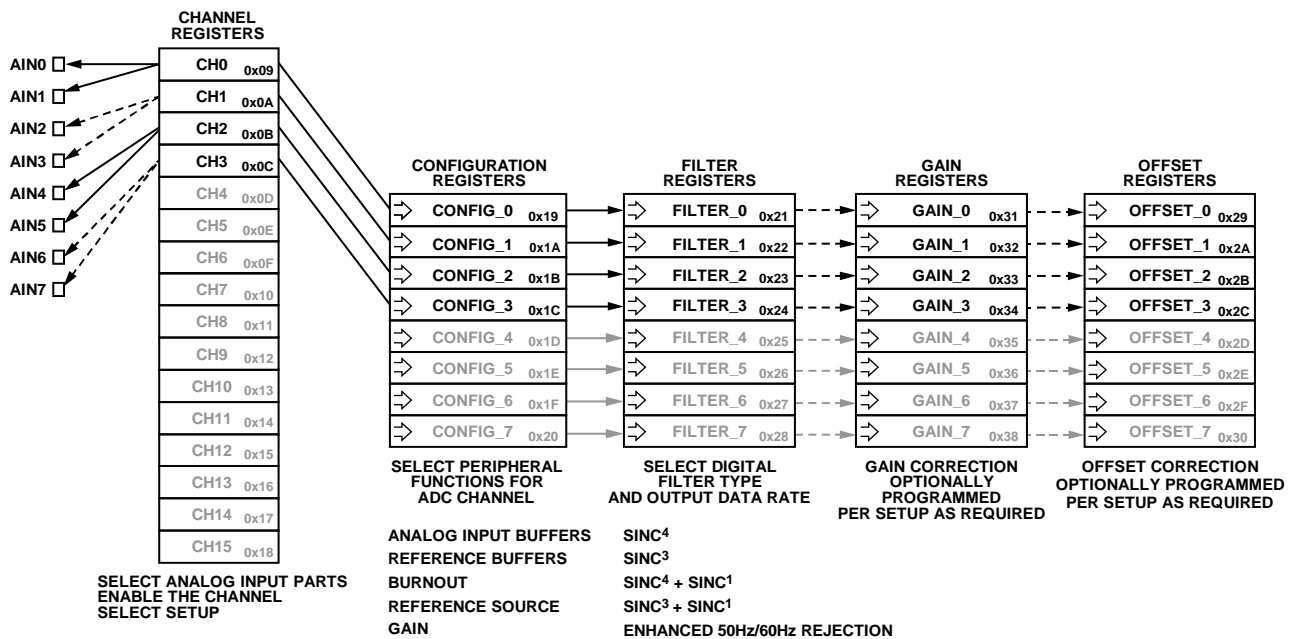 CHANNEL
REGISTERS
AIN0
AIN1
AIN2
AIN3
AIN4
AIN5
AIN6
AIN7
CH0 0x09
CH1 0x0A
CH2 0x0B
CH3 0x0C
CH4 0x0D
CH5 0x0E
CH6 0x0F
CH7 0x10
CH8 0x11
CH9 0x12
CH10 0x13
CH11 0x14
CH12 0x15
CH13 0x16
CH14 0x17
CH15 0x18
SELECT ANALOG INPUT PARTS
ENABLE THE CHANNEL
SELECT SETUP
CONFIGURATION
REGISTERS
CONFIG_0 0x19
CONFIG_1 0x1A
CONFIG_2 0x1B
CONFIG_3 0x1C
CONFIG_4 0x1D
CONFIG_5 0x1E
CONFIG_6 0x1F
CONFIG_7 0x20
SELECT PERIPHERAL
FUNCTIONS FOR
ADC CHANNEL
ANALOG INPUT BUFFERS
REFERENCE BUFFERS
BURNOUT
REFERENCE SOURCE
GAIN
FILTER
REGISTERS
FILTER_0 0x21
FILTER_1 0x22
FILTER_2 0x23
FILTER_3 0x24
FILTER_4 0x25
FILTER_5 0x26
FILTER_6 0x27
FILTER_7 0x28
SELECT DIGITAL
FILTER TYPE
AND OUTPUT DATA RATE
SINC⁴
SINC³
SINC⁴ + SINC¹
SINC³ + SINC¹
ENHANCED 50Hz/60Hz REJECTION
GAIN
REGISTERS
GAIN_0 0x31
GAIN_1 0x32
GAIN_2 0x33
GAIN_3 0x34
GAIN_4 0x35
GAIN_5 0x36
GAIN_6 0x37
GAIN_7 0x38
GAIN CORRECTION
OPTIONALLY
PROGRAMMED
PER SETUP AS REQUIRED
OFFSET
REGISTERS
OFFSET_0 0x29
OFFSET_1 0x2A
OFFSET_2 0x2B
OFFSET_3 0x2C
OFFSET_4 0x2D
OFFSET_5 0x2E
OFFSET_6 0x2F
OFFSET_7 0x30
OFFSET CORRECTION
OPTIONALLY PROGRAMMED
PER SETUP AS REQUIRED